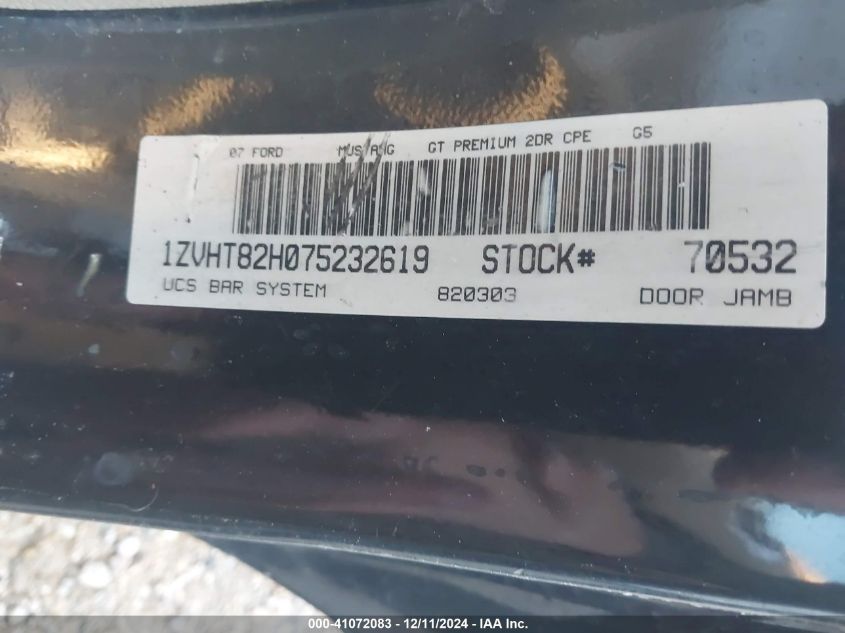 07 FORD MUSTANG GT PREMIUM 2DR CPE G5
1ZVHT82H075232619 STOCK# 70532
UCS BAR SYSTEM 820303 DOOR JAMB
000-41072083 - 12/11/2024 - IAA Inc.